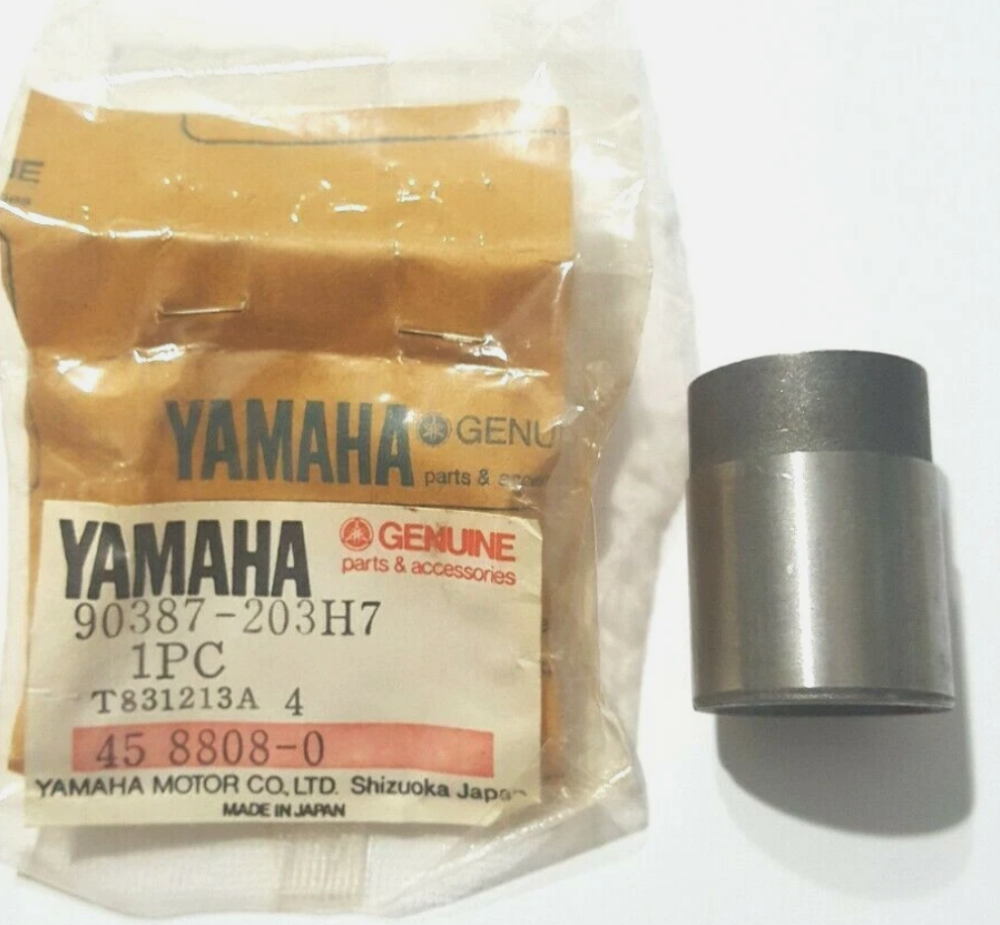 YAMAHA GENU
parts &
YAMAHA GENUINE
parts & accessories
90387-203H7
1PC
T831213A 4
45 8808-0
YAMAHA MOTOR CO., LTD. Shizuoka Japan
MADE IN JAPAN